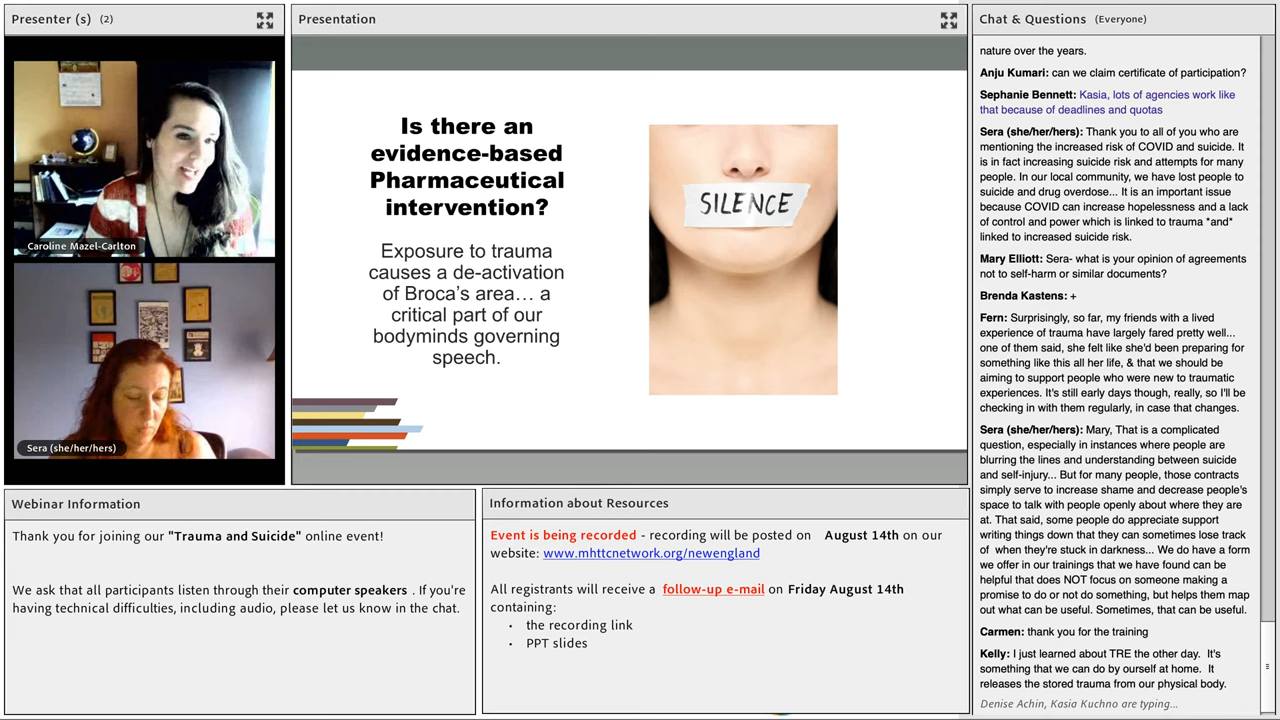 Presenter (s) (2)
Caroline Mazel-Carlton
Sera (she/her/hers)
Presentation
Is there an
evidence-based
Pharmaceutical
intervention?
Exposure to trauma
causes a de-activation
of Broca's area… a
critical part of our
bodyminds governing
speech.
SILENCE
Webinar Information
Thank you for joining our "Trauma and Suicide" online event!
We ask that all participants listen through their computer speakers . If you're
having technical difficulties, including audio, please let us know in the chat.
Information about Resources
Event is being recorded - recording will be posted on August 14th on our
website: www.mhttcnetwork.org/newengland
All registrants will receive a follow-up e-mail on Friday August 14th
containing:
• the recording link
• PPT slides
Chat & Questions (Everyone)
nature over the years.
Anju Kumari: can we claim certificate of participation?
Sephanie Bennett: Kasia, lots of agencies work like
that because of deadlines and quotas
Sera (she/her/hers): Thank you to all of you who are
mentioning the increased risk of COVID and suicide. It
is in fact increasing suicide risk and attempts for many
people. In our local community, we have lost people to
suicide and drug overdose... It is an important issue
because COVID can increase hopelessness and a lack
of control and power which is linked to trauma *and*
linked to increased suicide risk.
Mary Elliott: Sera- what is your opinion of agreements
not to self-harm or similar documents?
Brenda Kastens: +
Fern: Surprisingly, so far, my friends with a lived
experience of trauma have largely fared pretty well...
one of them said, she felt like she'd been preparing for
something like this all her life, & that we should be
aiming to support people who were new to traumatic
experiences. It's still early days though, really, so I'll be
checking in with them regularly, in case that changes.
Sera (she/her/hers): Mary, That is a complicated
question, especially in instances where people are
blurring the lines and understanding between suicide
and self-injury... But for many people, those contracts
simply serve to increase shame and decrease people's
space to talk with people openly about where they are
at. That said, some people do appreciate support
writing things down that they can sometimes lose track
of when they're stuck in darkness... We do have a form
we offer in our trainings that we have found can be
helpful that does NOT focus on someone making a
promise to do or not do something, but helps them map
out what can be useful. Sometimes, that can be useful.
Carmen: thank you for the training
Kelly: I just learned about TRE the other day. It's
something that we can do by ourself at home. It
releases the stored trauma from our physical body.
Denise Achin, Kasia Kuchno are typing...